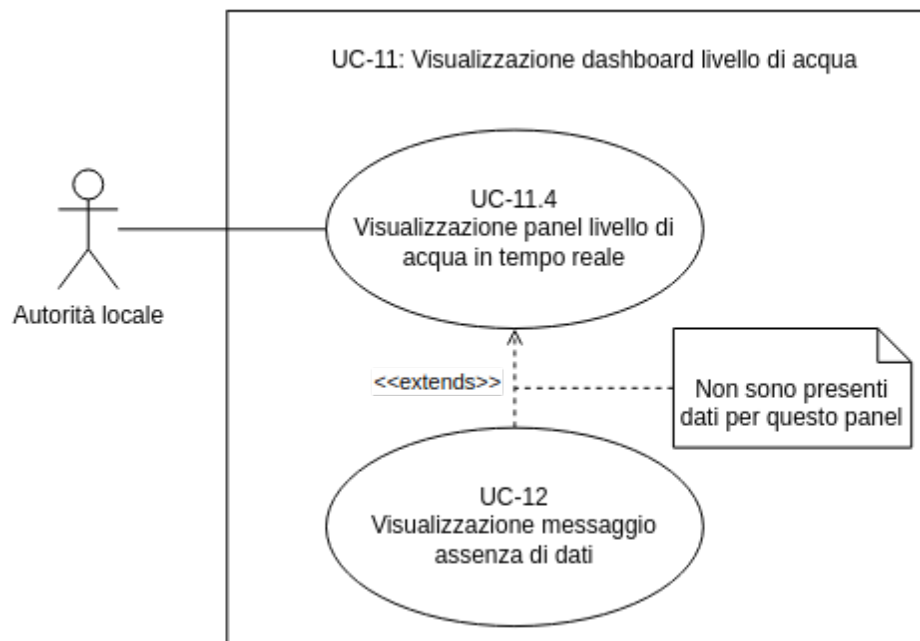 UC-11: Visualizzazione dashboard livello di acqua
UC-11.4
Visualizzazione panel livello di
acqua in tempo reale
Autorità locale
<<extends>>
Non sono presenti
dati per questo panel
UC-12
Visualizzazione messaggio
assenza di dati